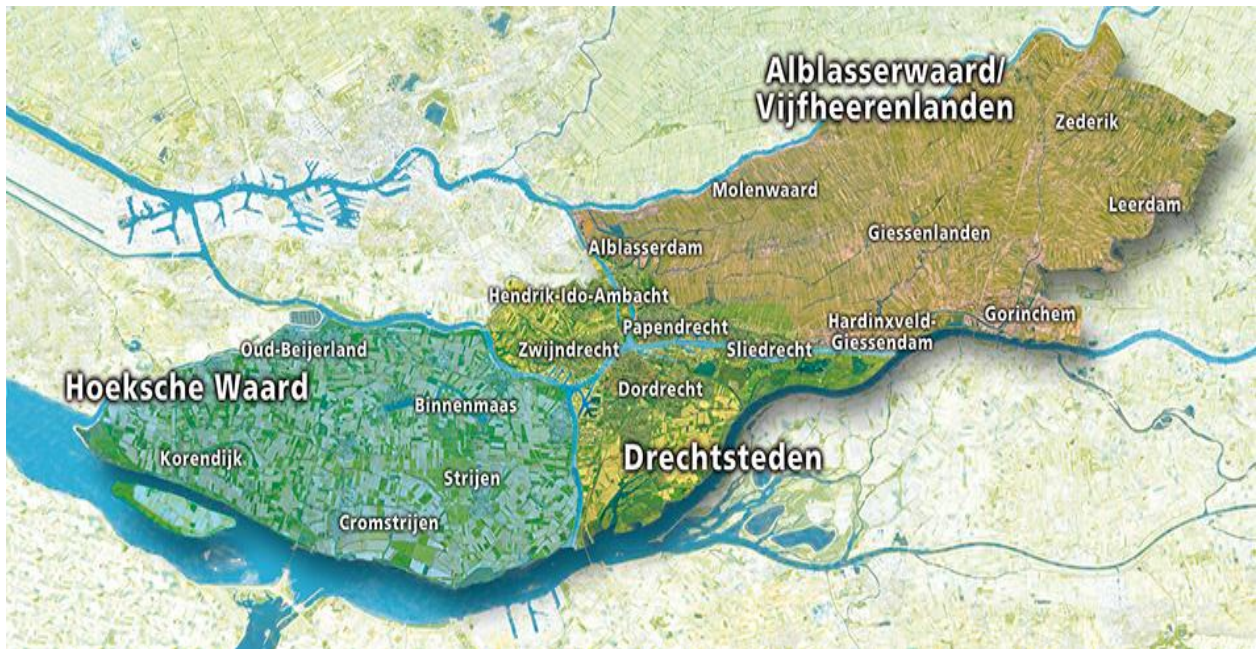 Alblasserwaard/
Vijfheerenlanden
Zederik
Molenwaard
Leerdam
Giessenlanden
Alblasserdam
Hendrik-Ido-Ambacht
Gorinchem
Papendrecht
Hardinxveld-
Giessendam
Zwijndrecht
Sliedrecht
Oud-Beijerland
Hoeksche Waard
Dordrecht
Binnenmaas
Drechtsteden
Korendijk
Strijen
Cromstrijen